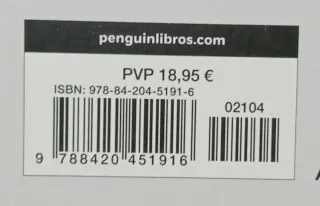 penguinlibros.com
PVP 18,95 €
ISBN: 978-84-204-5191-6
02104
9 788420 451916